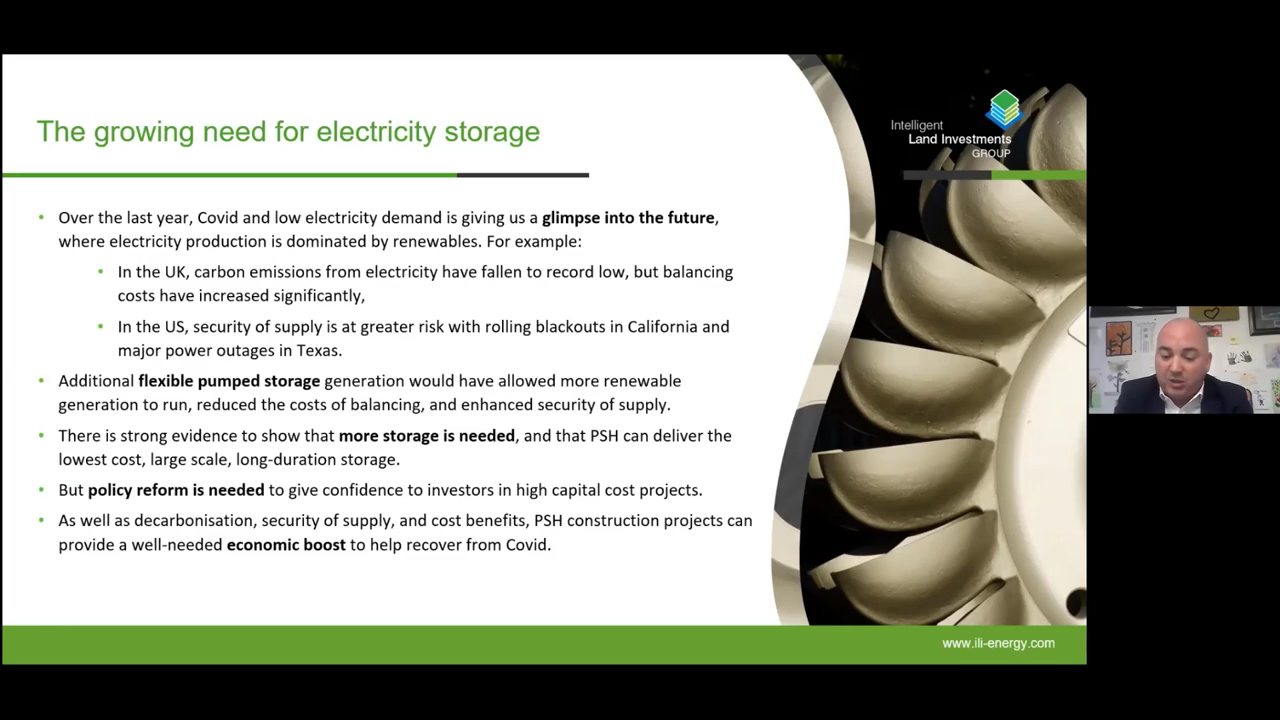 The growing need for electricity storage
Intelligent
Land Investments
GROUP
• Over the last year, Covid and low electricity demand is giving us a glimpse into the future,
where electricity production is dominated by renewables. For example:
• In the UK, carbon emissions from electricity have fallen to record low, but balancing
costs have increased significantly,
• In the US, security of supply is at greater risk with rolling blackouts in California and
major power outages in Texas.
• Additional flexible pumped storage generation would have allowed more renewable
generation to run, reduced the costs of balancing, and enhanced security of supply.
• There is strong evidence to show that more storage is needed, and that PSH can deliver the
lowest cost, large scale, long-duration storage.
• But policy reform is needed to give confidence to investors in high capital cost projects.
• As well as decarbonisation, security of supply, and cost benefits, PSH construction projects can
provide a well-needed economic boost to help recover from Covid.
www.ili-energy.com